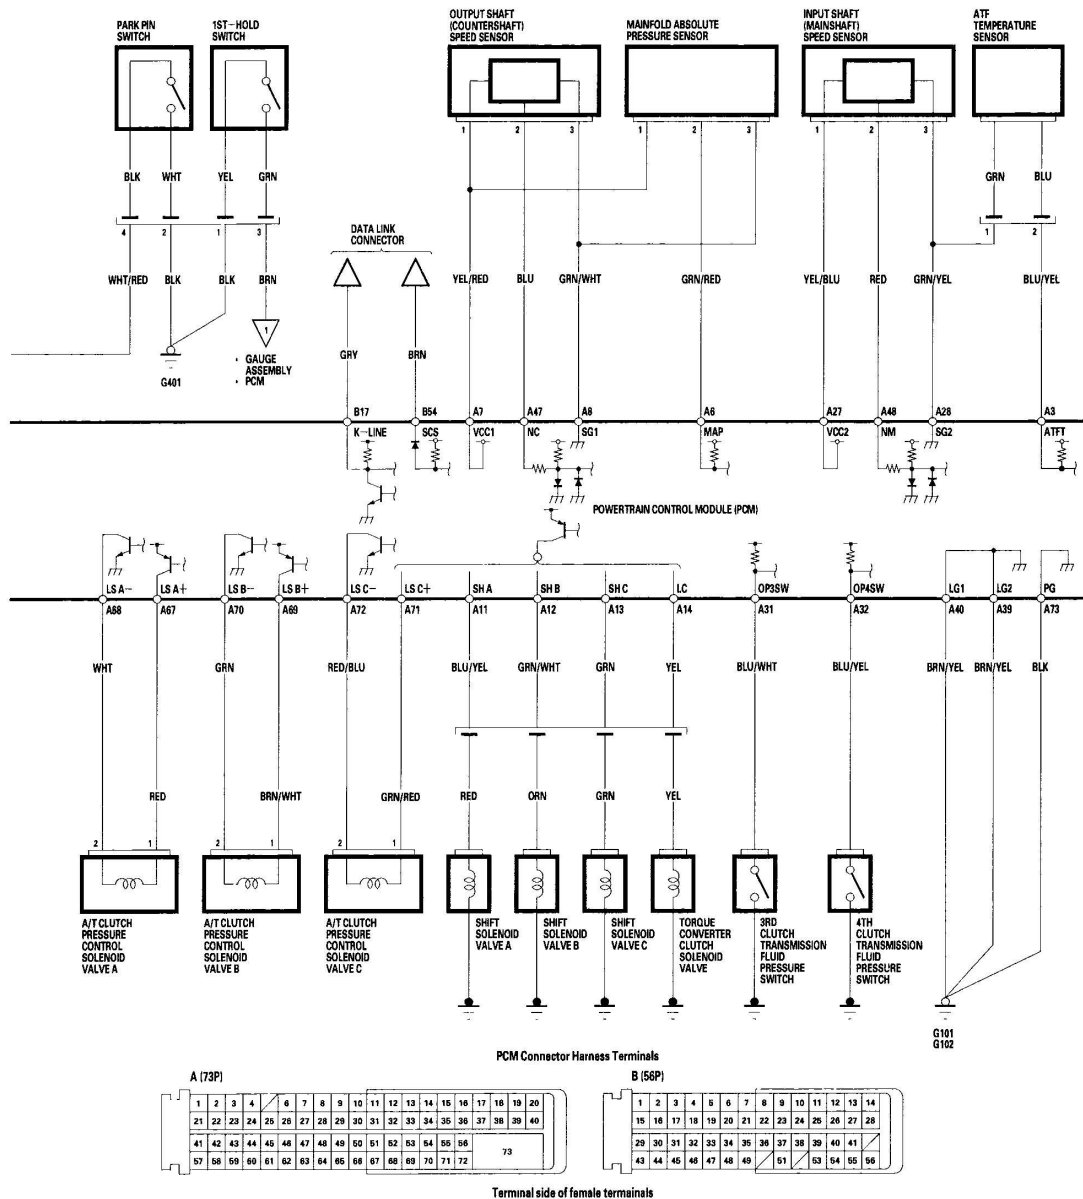 PARK PIN
SWITCH
1ST-HOLD
SWITCH
OUTPUT SHAFT
(COUNTERSHAFT)
SPEED SENSOR
MAINFOLD ABSOLUTE
PRESSURE SENSOR
INPUT SHAFT
(MAINSHAFT)
SPEED SENSOR
ATF
TEMPERATURE
SENSOR
1 2 3 1 2 3 1 2 3
BLK WHT YEL GRN
GRN BLU
4 2 1 3
1 2
DATA LINK
CONNECTOR
WHT/RED BLK BLK BRN
YEL/RED BLU GRN/WHT GRN/RED YEL/BLU RED GRN/YEL BLU/YEL
1
G401
• GAUGE
ASSEMBLY
• PCM
GRY BRN
B17 B54 A7 A47 A8 A6 A27 A48 A28 A3
K-LINE SCS VCC1 NC SG1 MAP VCC2 NM SG2 ATFT
POWERTRAIN CONTROL MODULE (PCM)
LS A- LS A+ LS B- LS B+ LS C- LS C+ SH A SH B SH C LC OP3SW OP4SW LG1 LG2 PG
A68 A67 A70 A69 A72 A71 A11 A12 A13 A14 A31 A32 A40 A39 A73
WHT GRN RED/BLU BLU/YEL GRN/WHT GRN YEL BLU/WHT BLU/YEL BRN/YEL BRN/YEL BLK
RED BRN/WHT GRN/RED RED ORN GRN YEL
2 1 2 1 2 1
A/T CLUTCH
PRESSURE
CONTROL
SOLENOID
VALVE A
A/T CLUTCH
PRESSURE
CONTROL
SOLENOID
VALVE B
A/T CLUTCH
PRESSURE
CONTROL
SOLENOID
VALVE C
SHIFT
SOLENOID
VALVE A
SHIFT
SOLENOID
VALVE B
SHIFT
SOLENOID
VALVE C
TORQUE
CONVERTER
CLUTCH
SOLENOID
VALVE
3RD
CLUTCH
TRANSMISSION
FLUID
PRESSURE
SWITCH
4TH
CLUTCH
TRANSMISSION
FLUID
PRESSURE
SWITCH
G101
G102
PCM Connector Harness Terminals
A (73P)
1 2 3 4 6 7 8 9 10 11 12 13 14 15 16 17 18 19 20
21 22 23 24 25 26 27 28 29 30 31 32 33 34 35 36 37 38 39 40
41 42 43 44 45 46 47 48 49 50 51 52 53 54 55 56
73
57 58 59 60 61 62 63 64 65 66 67 68 69 70 71 72
B (56P)
1 2 3 4 5 6 7 8 9 10 11 12 13 14
15 16 17 18 19 20 21 22 23 24 25 26 27 28
29 30 31 32 33 34 35 36 37 38 39 40 41
43 44 45 46 47 48 49 51 53 54 55 56
Terminal side of female termainals